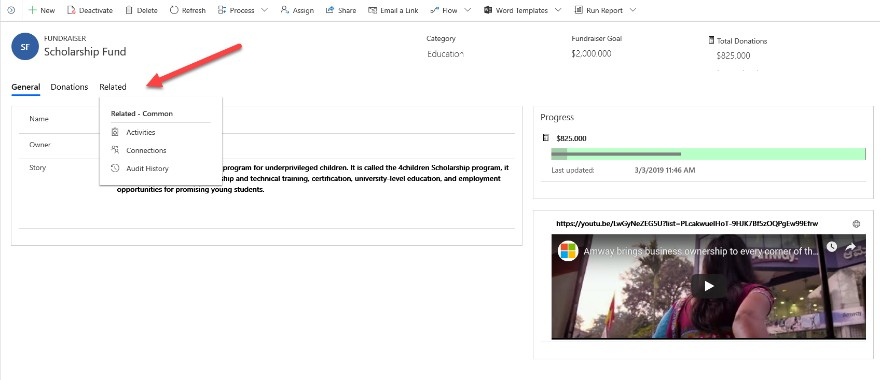 New Deactivate Delete Refresh Process Assign Share Email a Link Flow Word Templates Run Report
SF
FUNDRAISER
Scholarship Fund
Category
Education
Fundraiser Goal
$2.000.000
Total Donations
$825.000
General Donations Related
Related - Common
Activities
Connections
Audit History
Name
Owner
Story
program for underprivileged children. It is called the 4children Scholarship program, it
ship and technical training, certification, university-level education, and employment
opportunities for promising young students.
Progress
$825.000
Last updated: 3/3/2019 11:46 AM
Amway brings business ownership to every corner of th...